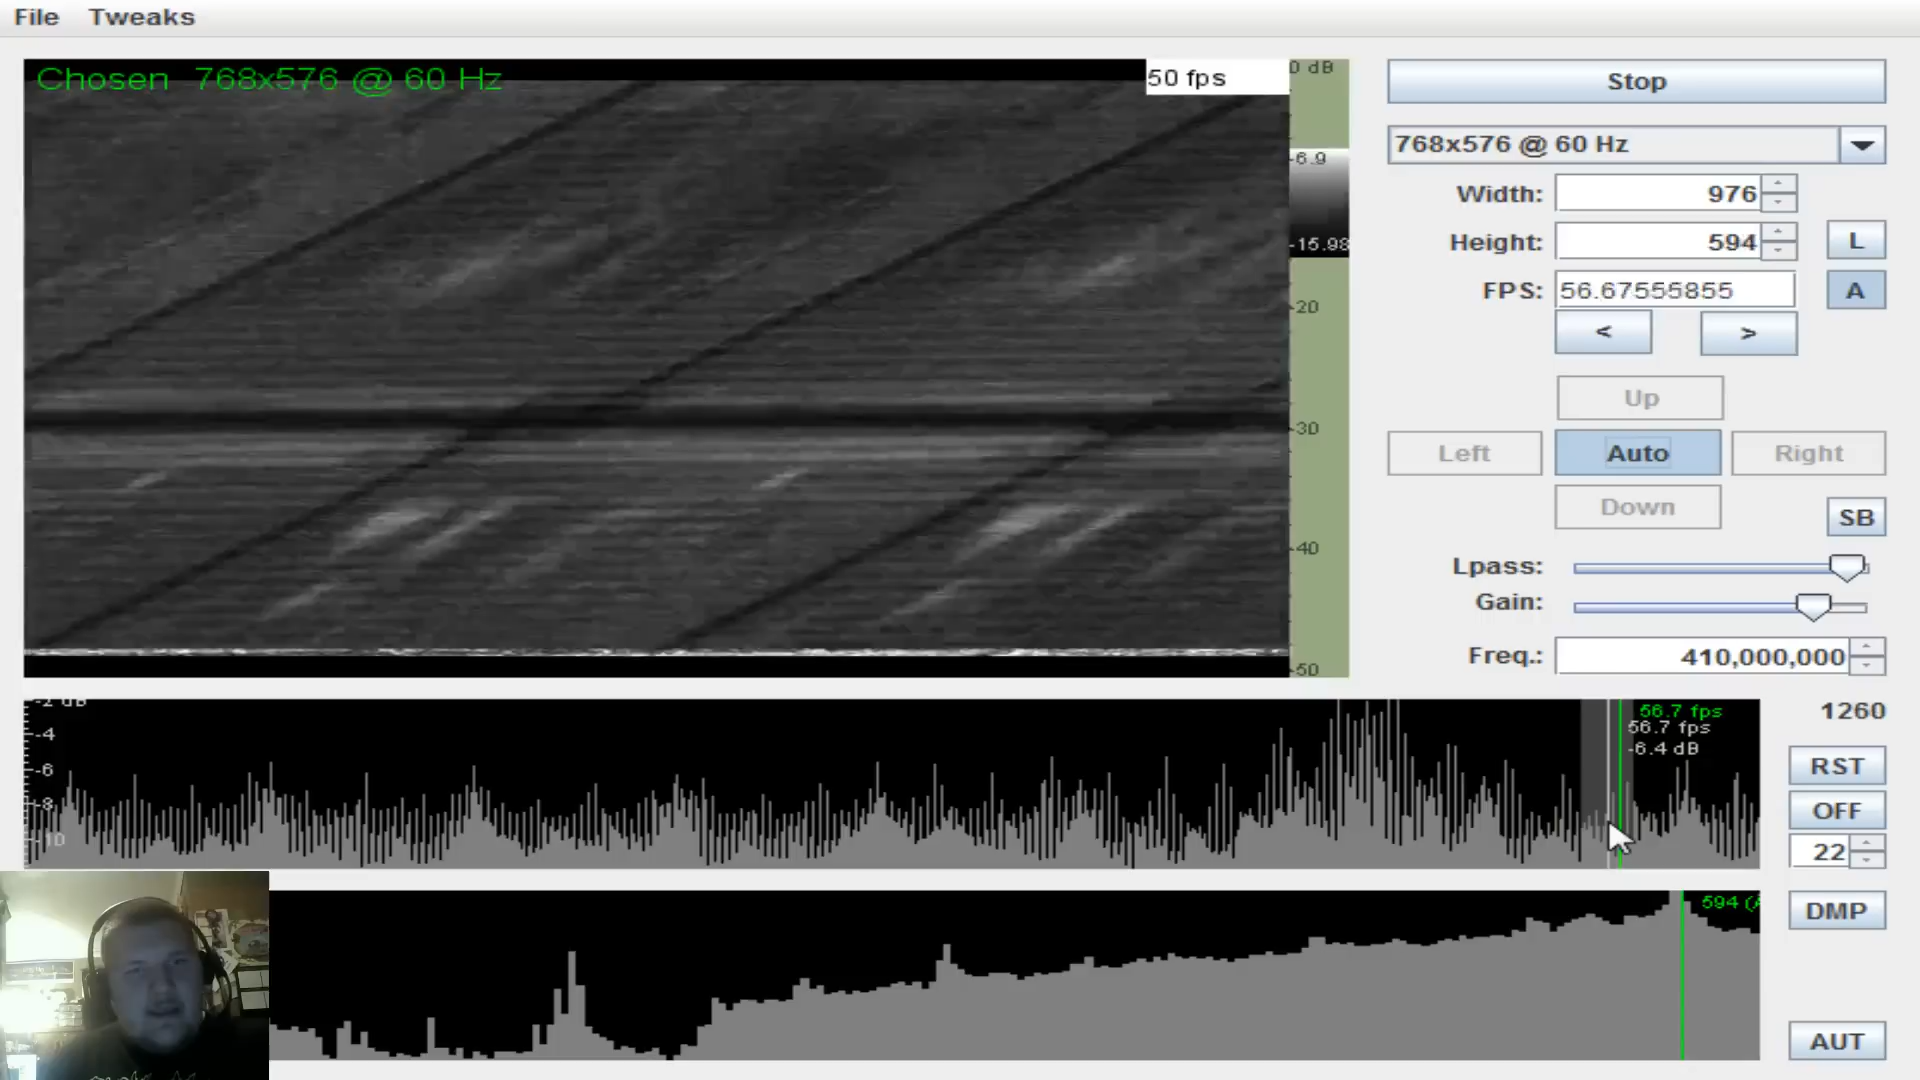 File Tweaks
Chosen 768x576 @ 60 Hz
50 fps
0 dB
-6.9
-15.98
-20
-30
-40
-50
Stop
768x576 @ 60 Hz
Width: 976
Height: 594 L
FPS: 56.67555855 A
< >
Up
Left Auto Right
Down
SB
Lpass:
Gain:
Freq.: 410,000,000
-2 dB
-4
-6
-8
-10
56.7 fps
56.7 fps
-6.4 dB
1260
RST
OFF
22
594 (A
DMP
AUT